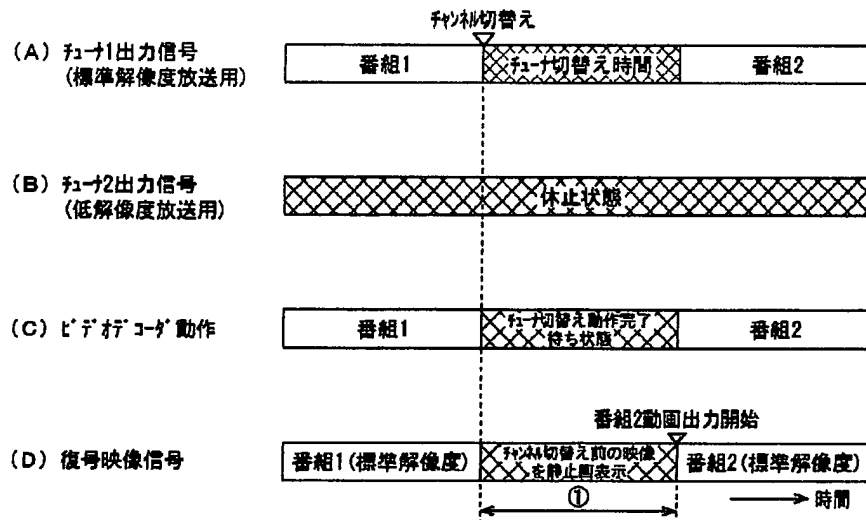 チャンネル切替え
(A) チューナ1出力信号
(標準解像度放送用)
番組1
チューナ切替え時間
番組2
(B) チューナ2出力信号
(低解像度放送用)
休止状態
(C) ビデオデコーダ動作
番組1
チューナ切替え動作完了
待ち状態
番組2
番組2動画出力開始
(D) 復号映像信号
番組1(標準解像度)
チャンネル切替え前の映像
を静止画表示
番組2(標準解像度)
①
時間